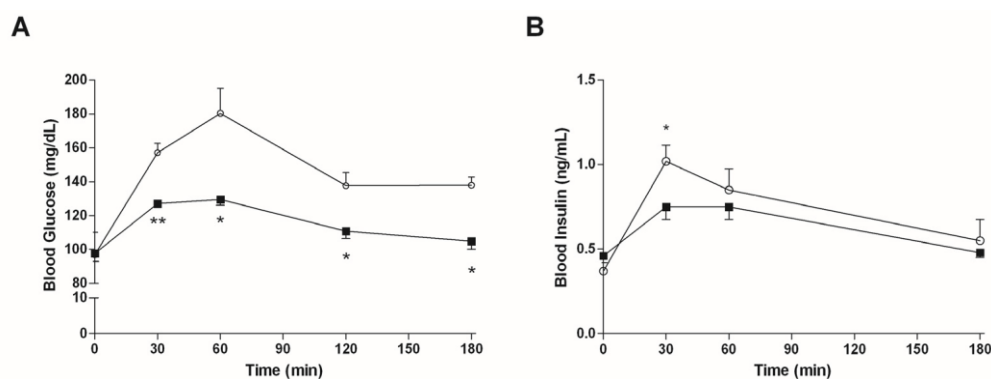 A
Blood Glucose (mg/dL)
200
180
160
140
120
100
80
10
0
** * * *
0 30 60 90 120 150 180
Time (min)
B
Blood Insulin (ng/mL)
1.5
1.0
0.5
0.0
*
0 30 60 90 120 150 180
Time (min)